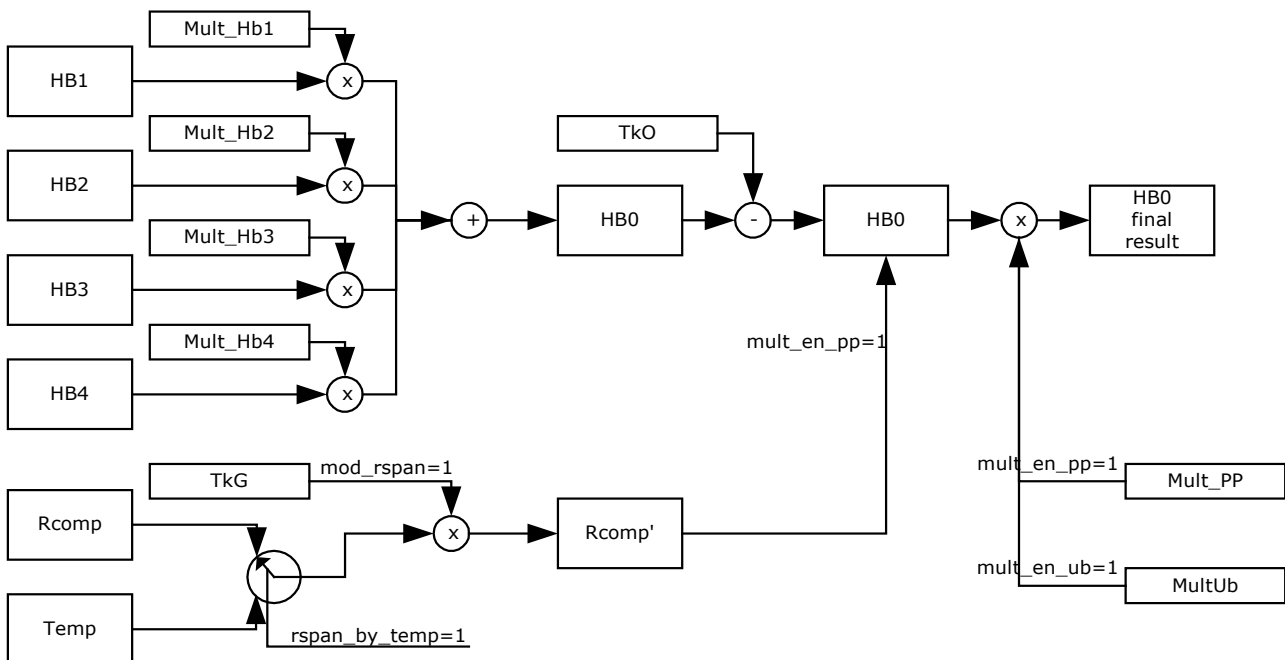 Mult_Hb1
HB1
x
Mult_Hb2
HB2
x
Mult_Hb3
HB3
x
Mult_Hb4
HB4
x
+
HB0
TkO
-
HB0
x
HB0
final
result
mult_en_pp=1
TkG
mod_rspan=1
Rcomp
x
Rcomp'
Temp
rspan_by_temp=1
mult_en_pp=1
Mult_PP
mult_en_ub=1
MultUb